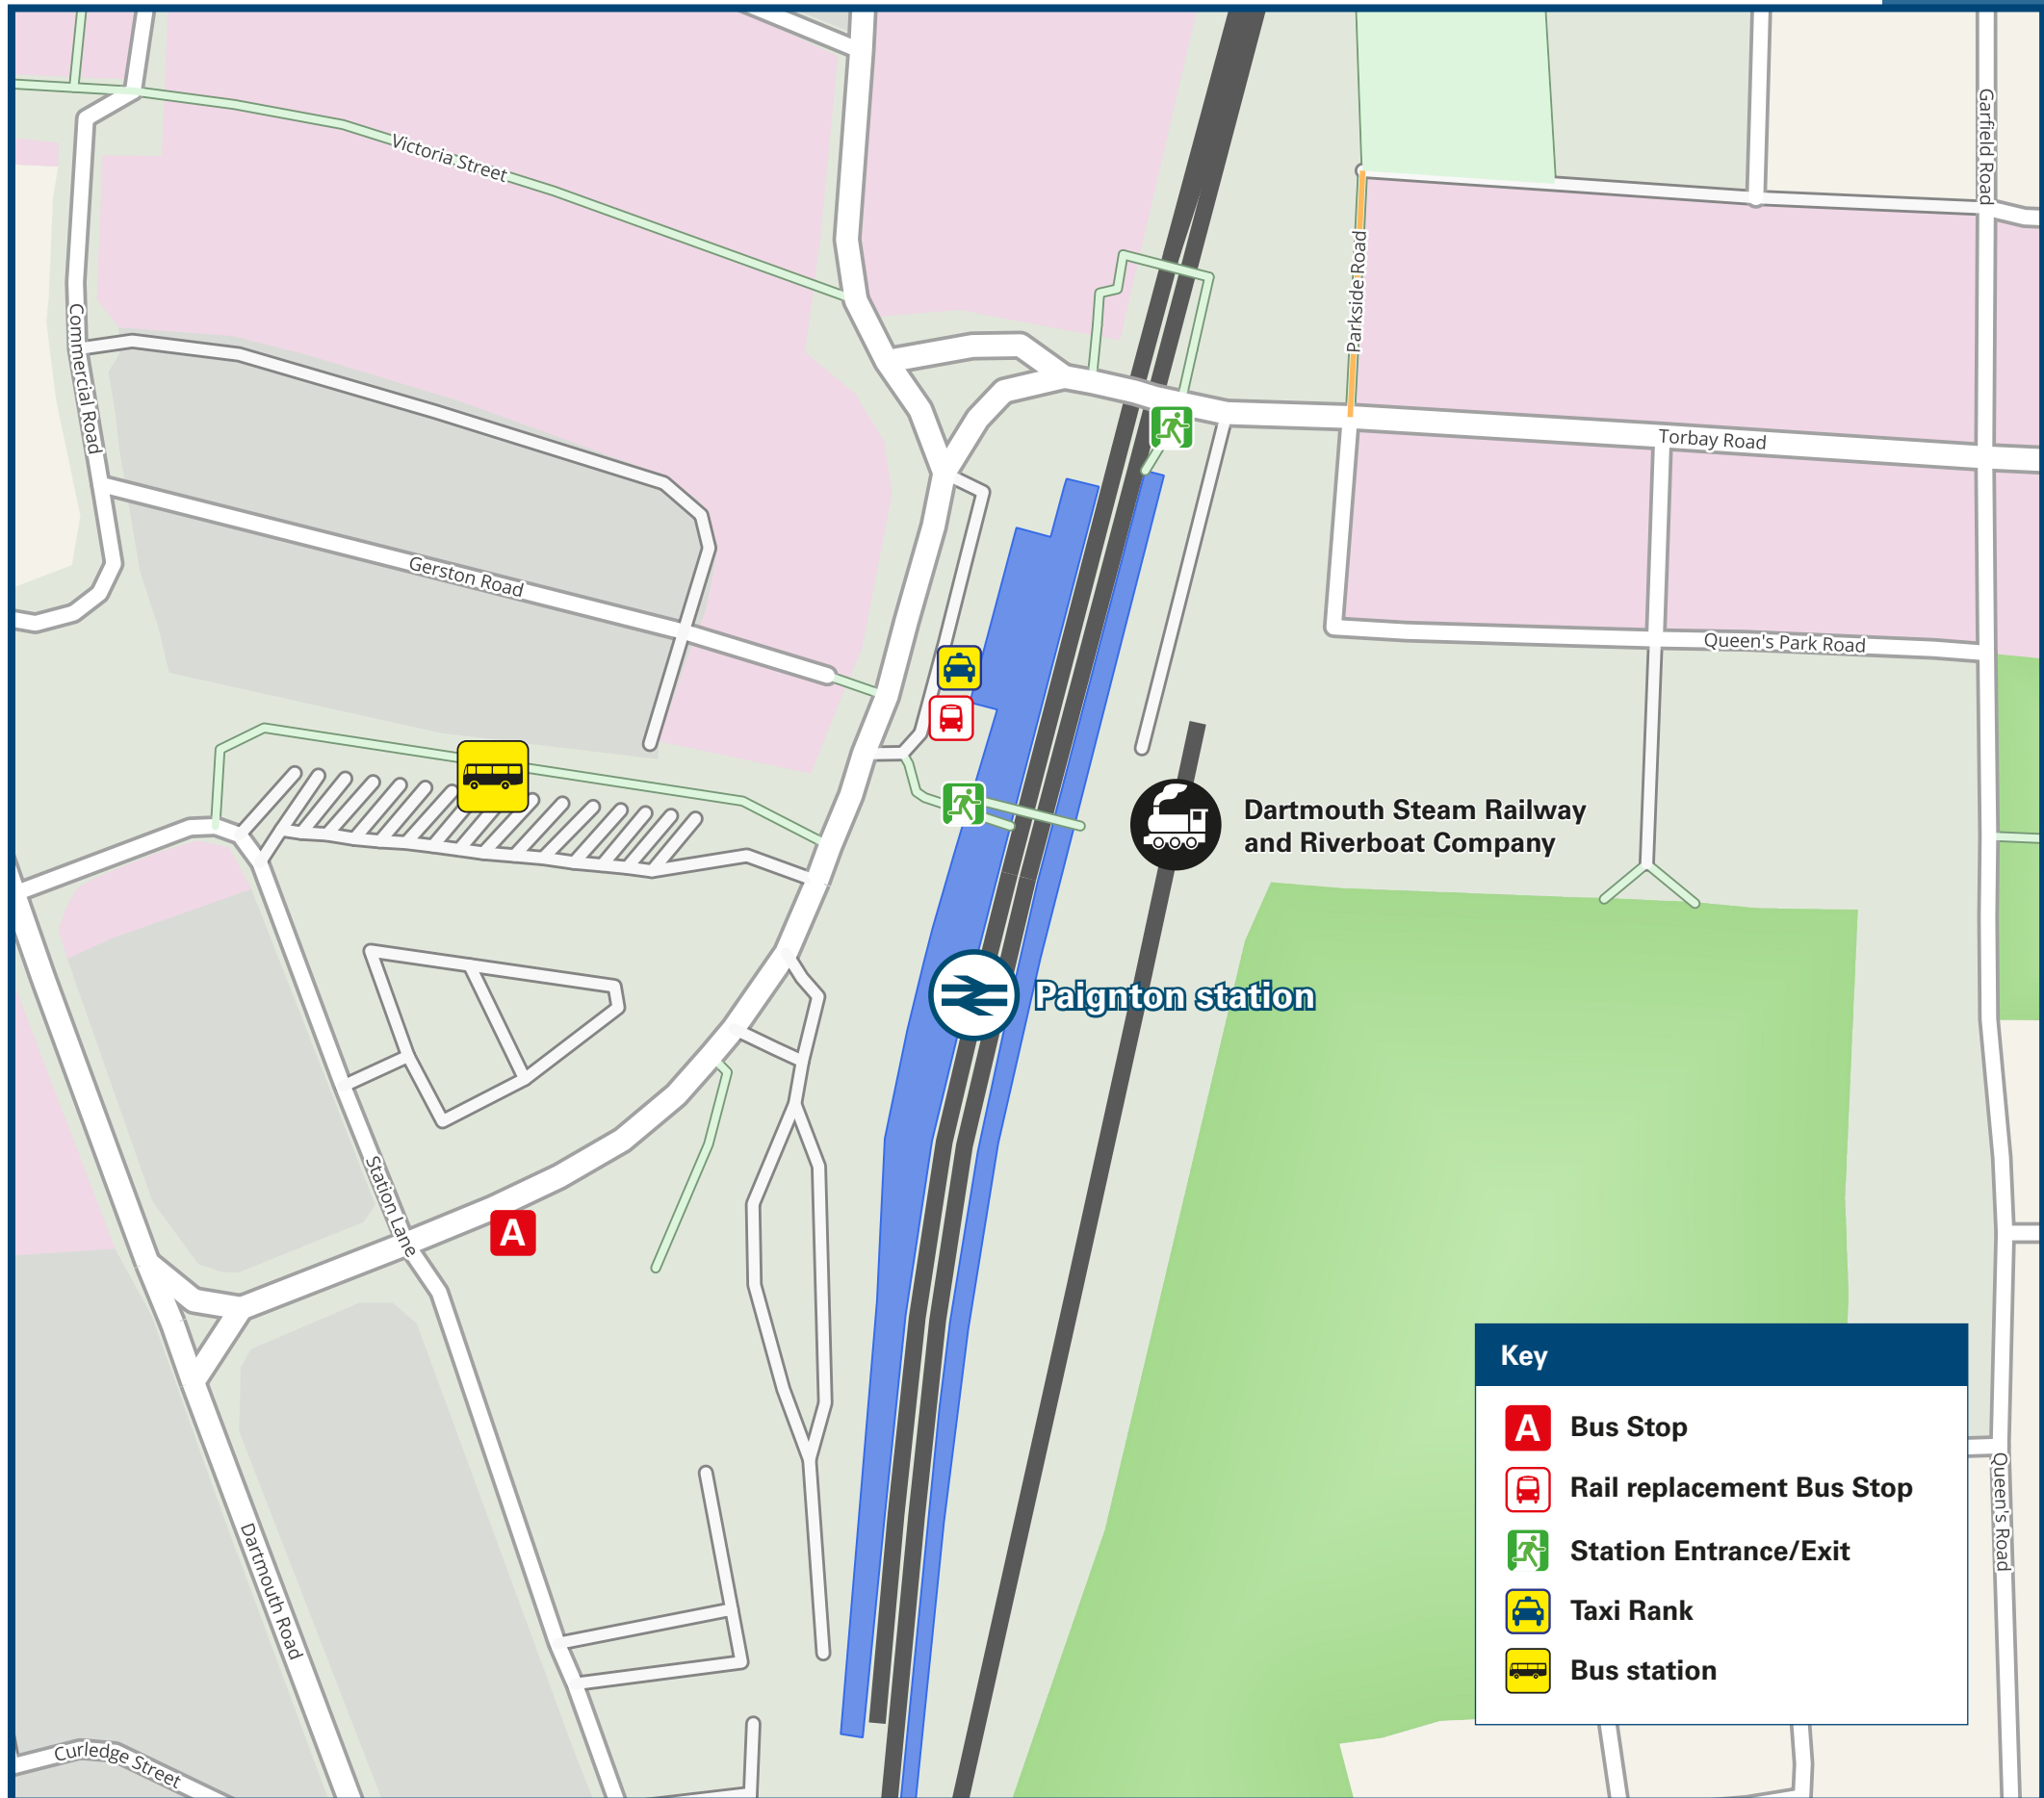 Garfield Road
Victoria Street
Parkside Road
Commercial Road
Torbay Road
Gerston Road
Queen's Park Road
Dartmouth Steam Railway
and Riverboat Company
Paignton station
Station Lane
A
Key
A Bus Stop
Rail replacement Bus Stop
Station Entrance/Exit
Taxi Rank
Bus station
Queen's Road
Dartmouth Road
Curledge Street